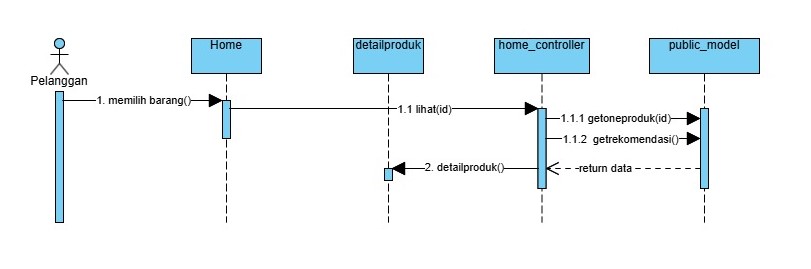 Home
detailproduk
home_controller
public_model
Pelanggan
1. memilih barang()
1.1 lihat(id)
1.1.1 getoneproduk(id)
1.1.2 getrekomendasi()
2. detailproduk()
return data